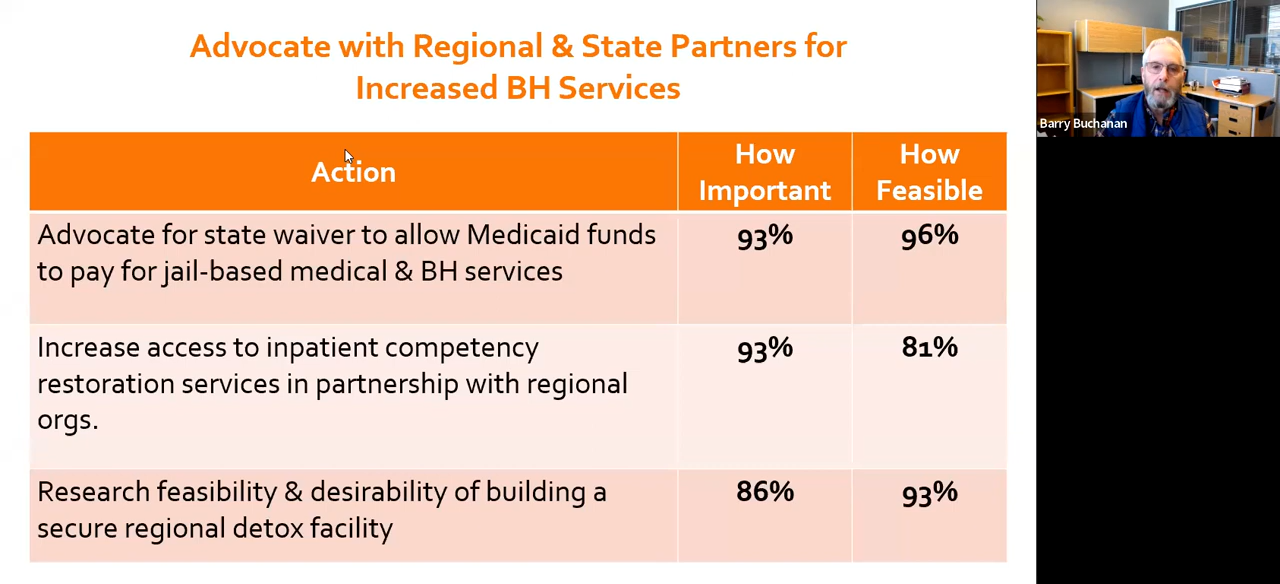 Advocate with Regional & State Partners for
Increased BH Services
Action
How
Important
How
Feasible
Advocate for state waiver to allow Medicaid funds
to pay for jail-based medical & BH services
93%
96%
Increase access to inpatient competency
restoration services in partnership with regional
orgs.
93%
81%
Research feasibility & desirability of building a
secure regional detox facility
86%
93%
Barry Buchanan